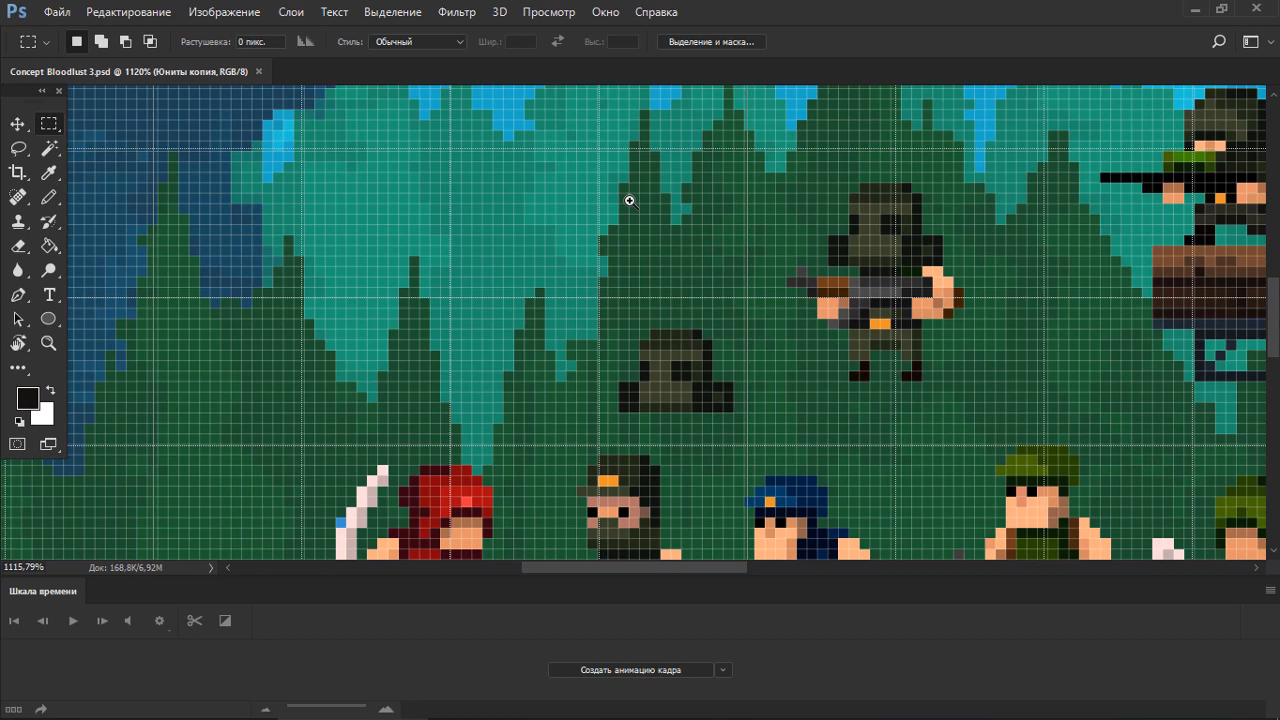 Ps Файл Редактирование Изображение Слои Текст Выделение Фильтр 3D Просмотр Окно Справка
Растушевка: 0 пикс. Стиль: Обычный Шир.: Выс.: Выделение и маска...
Concept Bloodlust 3.psd @ 1120% (Юниты копия, RGB/8) ×
1115,79% Док: 168,8K/6,92M
Шкала времени
Создать анимацию кадра